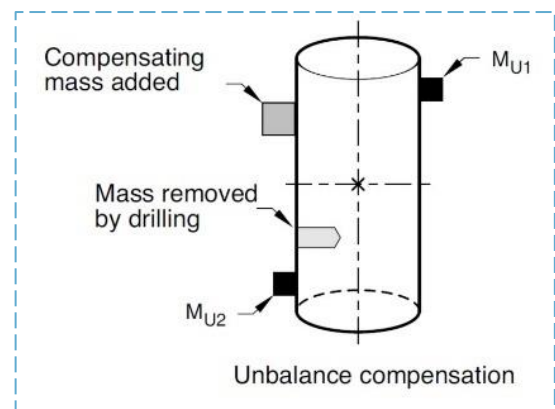 Compensating
mass added
M_U1
Mass removed
by drilling
M_U2
Unbalance compensation